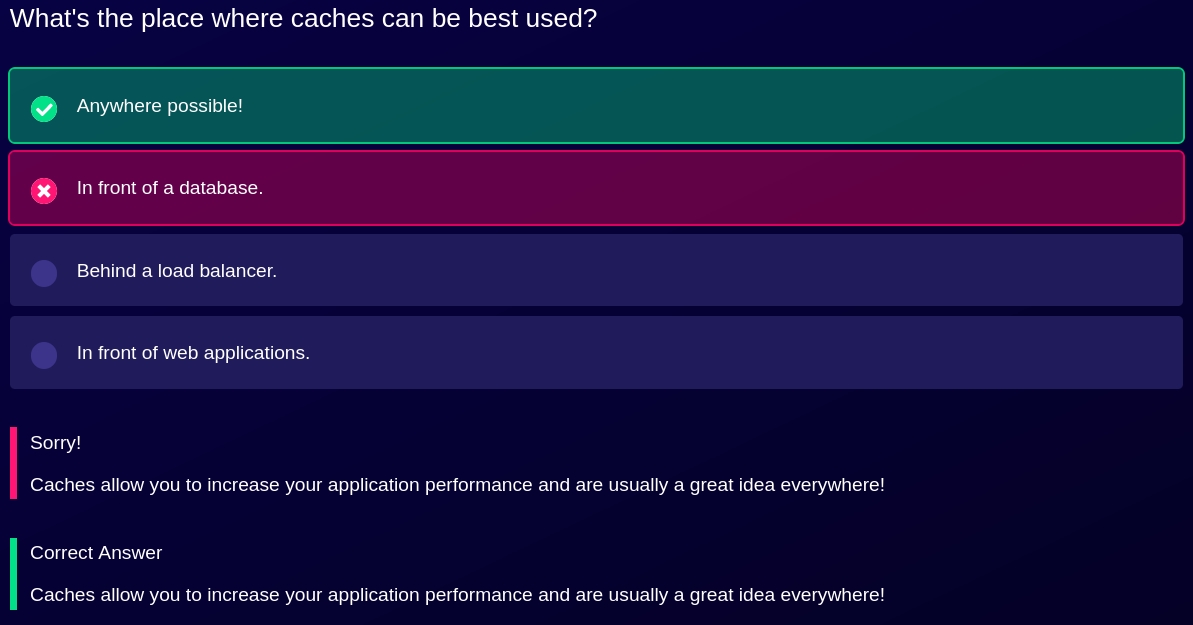 What's the place where caches can be best used?
Anywhere possible!
In front of a database.
Behind a load balancer.
In front of web applications.
Sorry!
Caches allow you to increase your application performance and are usually a great idea everywhere!
Correct Answer
Caches allow you to increase your application performance and are usually a great idea everywhere!